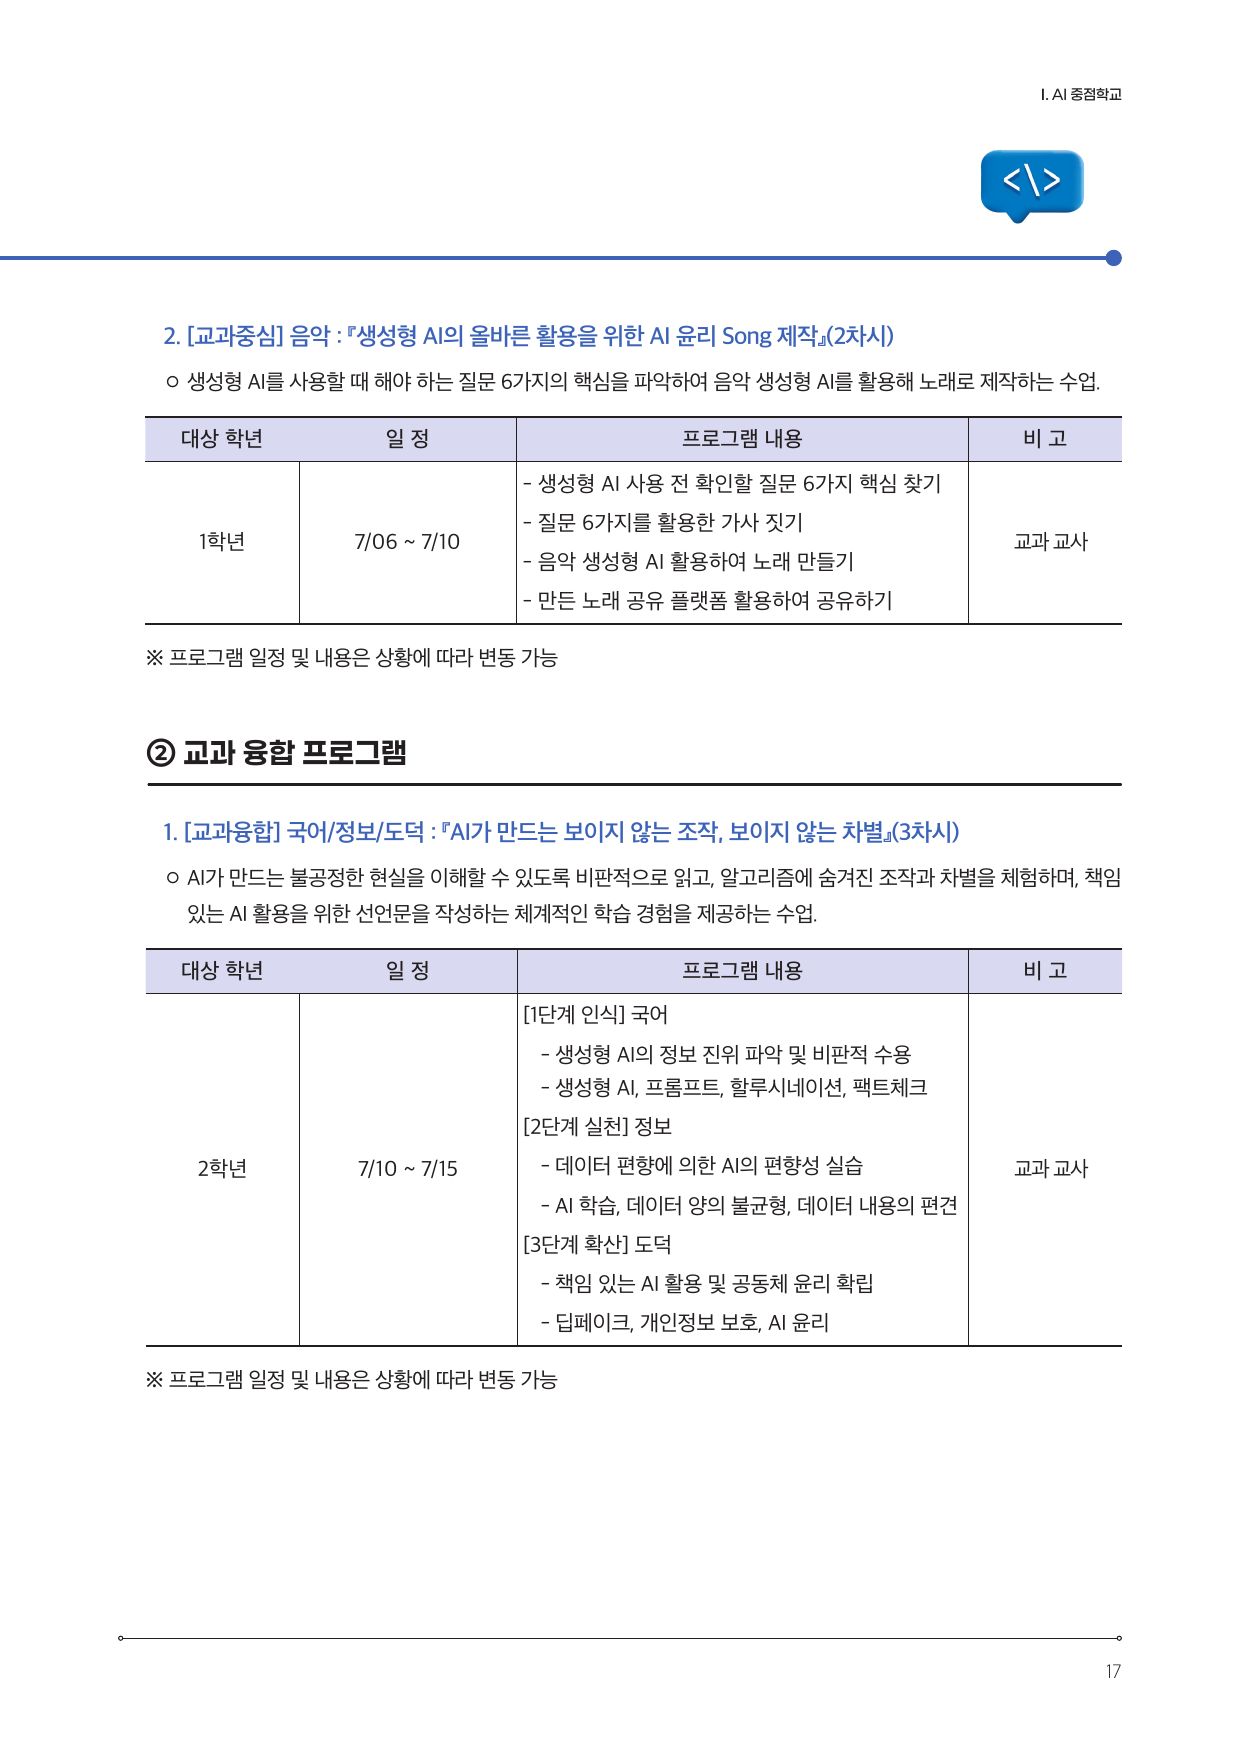 I. AI 중점학교
<\>
2. [교과중심] 음악 : 『생성형 AI의 올바른 활용을 위한 AI 윤리 Song 제작』(2차시)
○ 생성형 AI를 사용할 때 해야 하는 질문 6가지의 핵심을 파악하여 음악 생성형 AI를 활용해 노래로 제작하는 수업.
대상 학년 일 정 프로그램 내용 비 고
- 생성형 AI 사용 전 확인할 질문 6가지 핵심 찾기
- 질문 6가지를 활용한 가사 짓기
1학년 7/06 ~ 7/10 교과 교사
- 음악 생성형 AI 활용하여 노래 만들기
- 만든 노래 공유 플랫폼 활용하여 공유하기
※ 프로그램 일정 및 내용은 상황에 따라 변동 가능
② 교과 융합 프로그램
1. [교과융합] 국어/정보/도덕 : 『AI가 만드는 보이지 않는 조작, 보이지 않는 차별』(3차시)
○ AI가 만드는 불공정한 현실을 이해할 수 있도록 비판적으로 읽고, 알고리즘에 숨겨진 조작과 차별을 체험하며, 책임
있는 AI 활용을 위한 선언문을 작성하는 체계적인 학습 경험을 제공하는 수업.
대상 학년 일 정 프로그램 내용 비 고
[1단계 인식] 국어
- 생성형 AI의 정보 진위 파악 및 비판적 수용
- 생성형 AI, 프롬프트, 할루시네이션, 팩트체크
[2단계 실천] 정보
- 데이터 편향에 의한 AI의 편향성 실습
2학년 7/10 ~ 7/15 교과 교사
- AI 학습, 데이터 양의 불균형, 데이터 내용의 편견
[3단계 확산] 도덕
- 책임 있는 AI 활용 및 공동체 윤리 확립
- 딥페이크, 개인정보 보호, AI 윤리
※ 프로그램 일정 및 내용은 상황에 따라 변동 가능
17